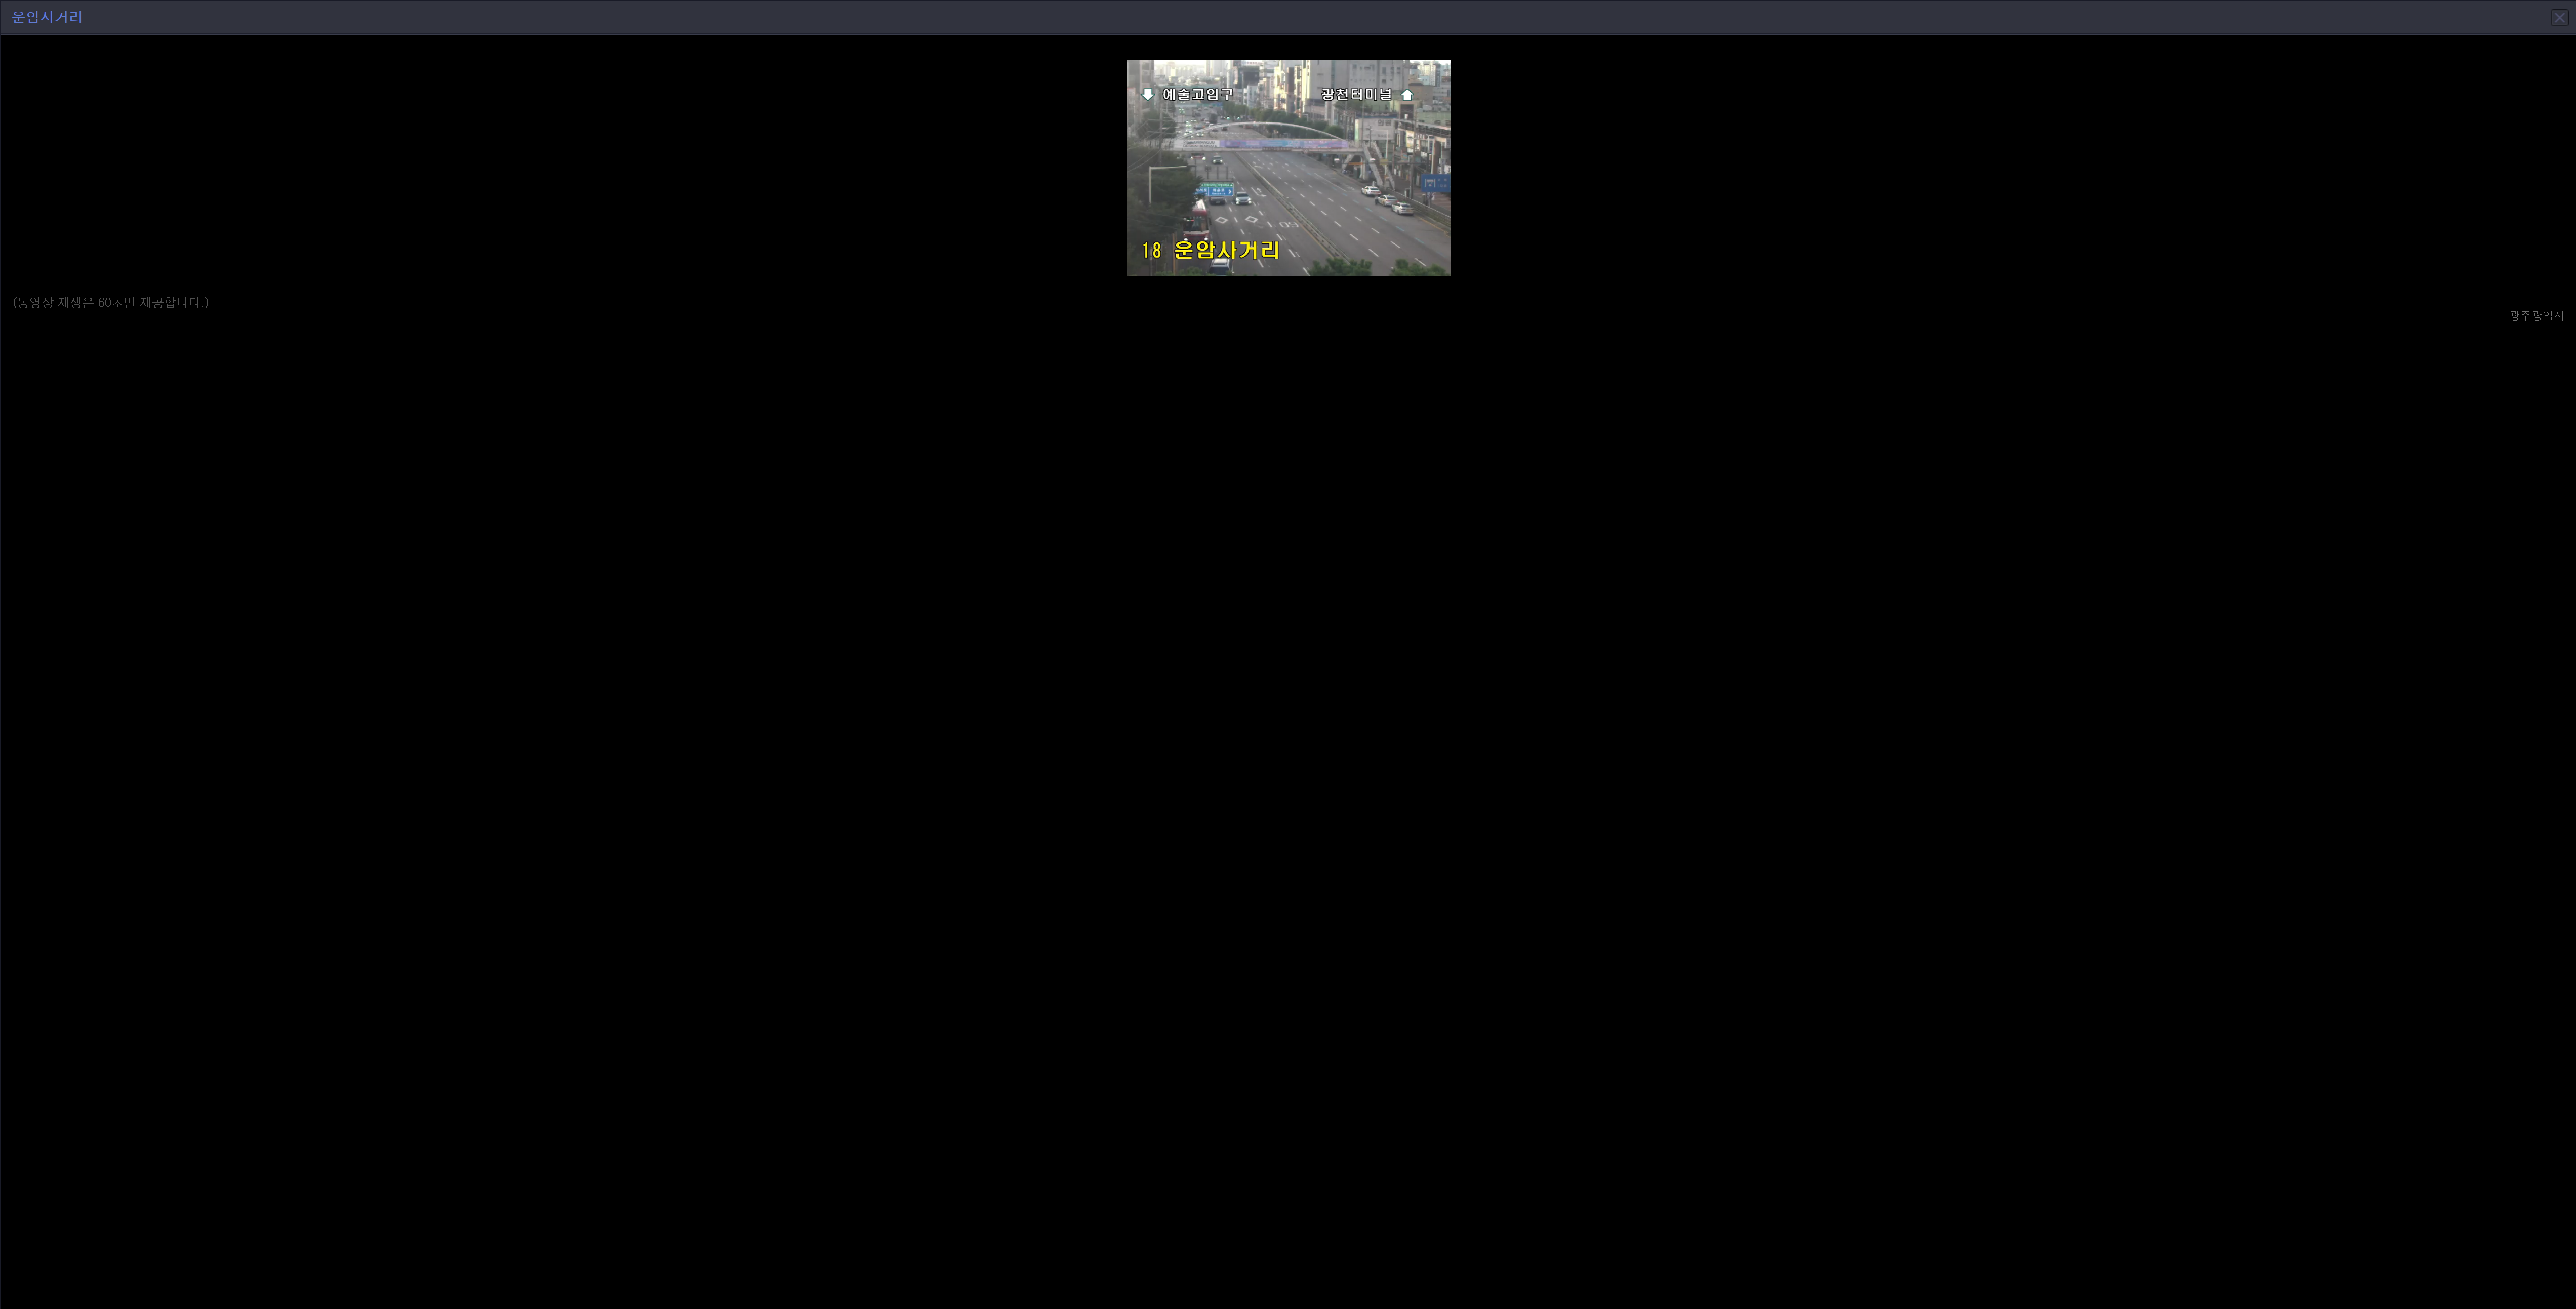 운암사거리
예술고입구 광천터미널
18 운암사거리
(동영상 재생은 60초만 제공합니다.)
광주광역시